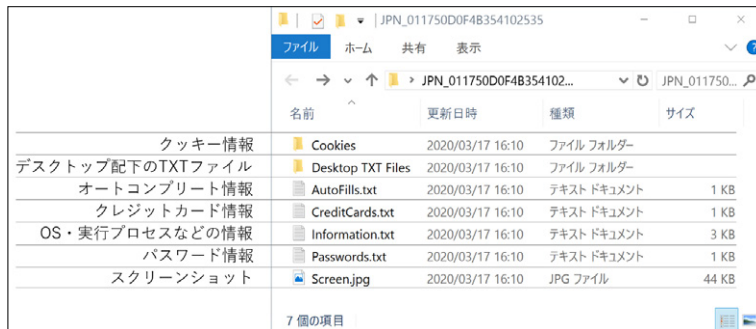 JPN_011750D0F4B354102535
ファイル ホーム 共有 表示
JPN_011750D0F4B354102... JPN_011750...
名前 更新日時 種類 サイズ
クッキー情報 Cookies 2020/03/17 16:10 ファイル フォルダー
デスクトップ配下のTXTファイル Desktop TXT Files 2020/03/17 16:10 ファイル フォルダー
オートコンプリート情報 AutoFills.txt 2020/03/17 16:10 テキスト ドキュメント 1 KB
クレジットカード情報 CreditCards.txt 2020/03/17 16:10 テキスト ドキュメント 1 KB
OS・実行プロセスなどの情報 Information.txt 2020/03/17 16:10 テキスト ドキュメント 3 KB
パスワード情報 Passwords.txt 2020/03/17 16:10 テキスト ドキュメント 1 KB
スクリーンショット Screen.jpg 2020/03/17 16:10 JPG ファイル 44 KB
7 個の項目